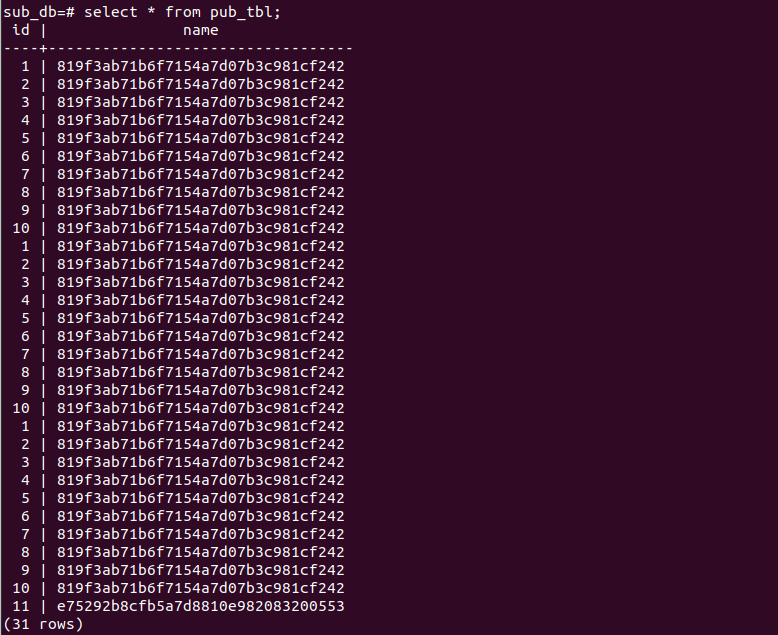 sub_db=# select * from pub_tbl;
 id |               name
----+----------------------------------
  1 | 819f3ab71b6f7154a7d07b3c981cf242
  2 | 819f3ab71b6f7154a7d07b3c981cf242
  3 | 819f3ab71b6f7154a7d07b3c981cf242
  4 | 819f3ab71b6f7154a7d07b3c981cf242
  5 | 819f3ab71b6f7154a7d07b3c981cf242
  6 | 819f3ab71b6f7154a7d07b3c981cf242
  7 | 819f3ab71b6f7154a7d07b3c981cf242
  8 | 819f3ab71b6f7154a7d07b3c981cf242
  9 | 819f3ab71b6f7154a7d07b3c981cf242
 10 | 819f3ab71b6f7154a7d07b3c981cf242
  1 | 819f3ab71b6f7154a7d07b3c981cf242
  2 | 819f3ab71b6f7154a7d07b3c981cf242
  3 | 819f3ab71b6f7154a7d07b3c981cf242
  4 | 819f3ab71b6f7154a7d07b3c981cf242
  5 | 819f3ab71b6f7154a7d07b3c981cf242
  6 | 819f3ab71b6f7154a7d07b3c981cf242
  7 | 819f3ab71b6f7154a7d07b3c981cf242
  8 | 819f3ab71b6f7154a7d07b3c981cf242
  9 | 819f3ab71b6f7154a7d07b3c981cf242
 10 | 819f3ab71b6f7154a7d07b3c981cf242
  1 | 819f3ab71b6f7154a7d07b3c981cf242
  2 | 819f3ab71b6f7154a7d07b3c981cf242
  3 | 819f3ab71b6f7154a7d07b3c981cf242
  4 | 819f3ab71b6f7154a7d07b3c981cf242
  5 | 819f3ab71b6f7154a7d07b3c981cf242
  6 | 819f3ab71b6f7154a7d07b3c981cf242
  7 | 819f3ab71b6f7154a7d07b3c981cf242
  8 | 819f3ab71b6f7154a7d07b3c981cf242
  9 | 819f3ab71b6f7154a7d07b3c981cf242
 10 | 819f3ab71b6f7154a7d07b3c981cf242
 11 | e75292b8cfb5a7d8810e982083200553
(31 rows)